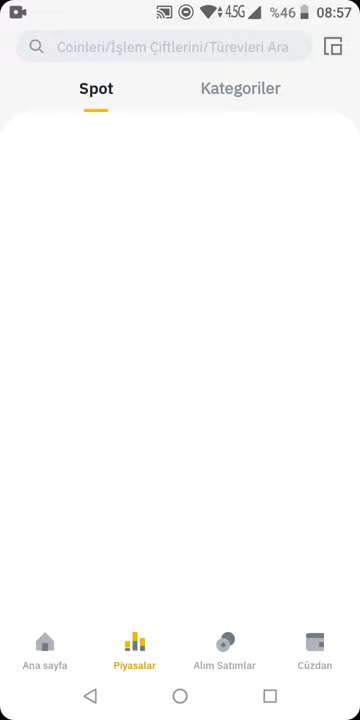 4.5G %46 08:57
Coinleri/İşlem Çiftlerini/Türevleri Ara
Spot Kategoriler
Ana sayfa Piyasalar Alım Satımlar Cüzdan